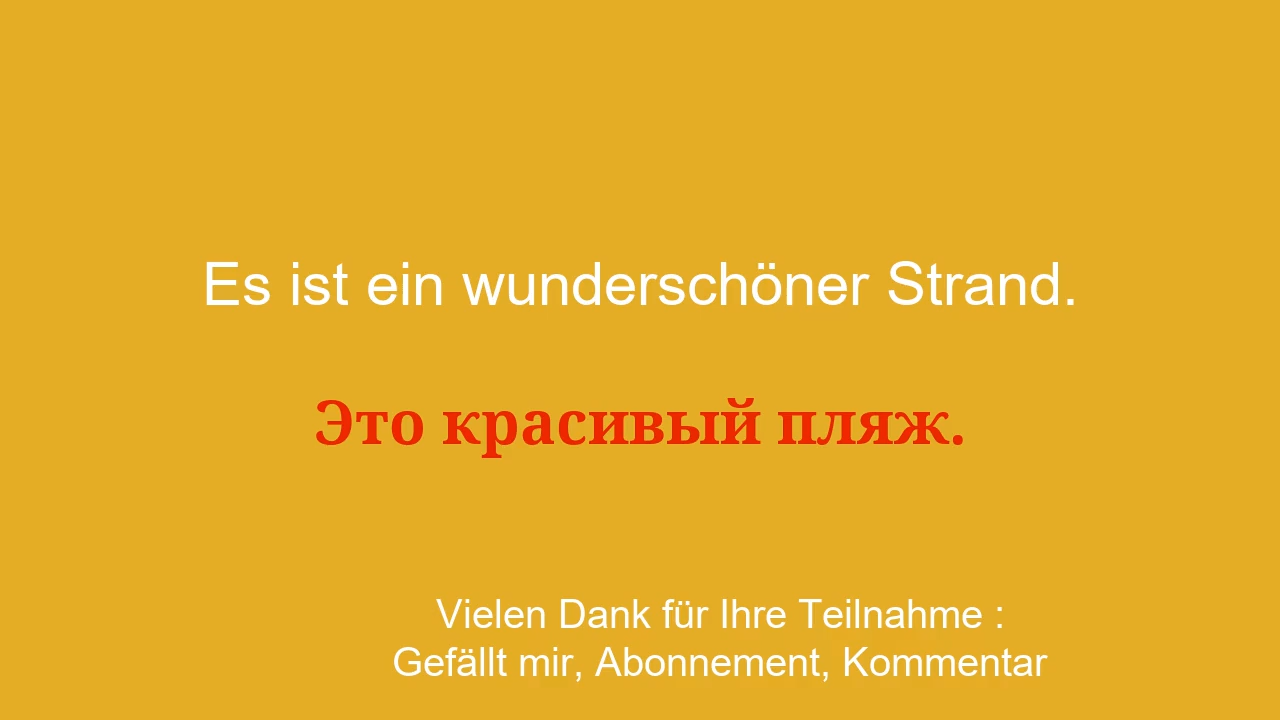 Es ist ein wunderschöner Strand.
Это красивый пляж.
Vielen Dank für Ihre Teilnahme :
Gefällt mir, Abonnement, Kommentar